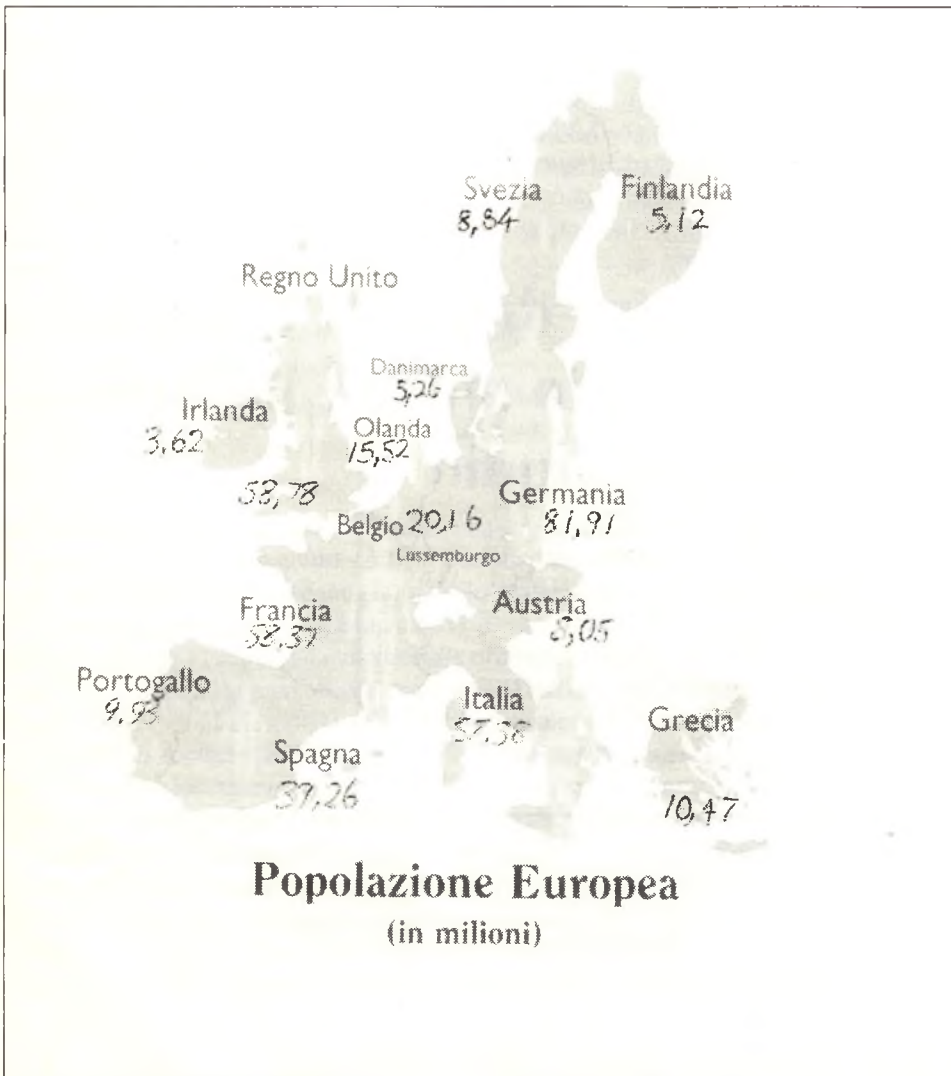 Svezia
8,84
Finlandia
5,12
Regno Unito
Danimarca
5,26
Irlanda
3,62
Olanda
15,52
58,78
Germania
81,91
Belgio 20,16
Lussemburgo
Francia
58,37
Austria
8,05
Portogallo
9,93
Italia
57,38
Grecia
Spagna
39,26
10,47
Popolazione Europea
(in milioni)